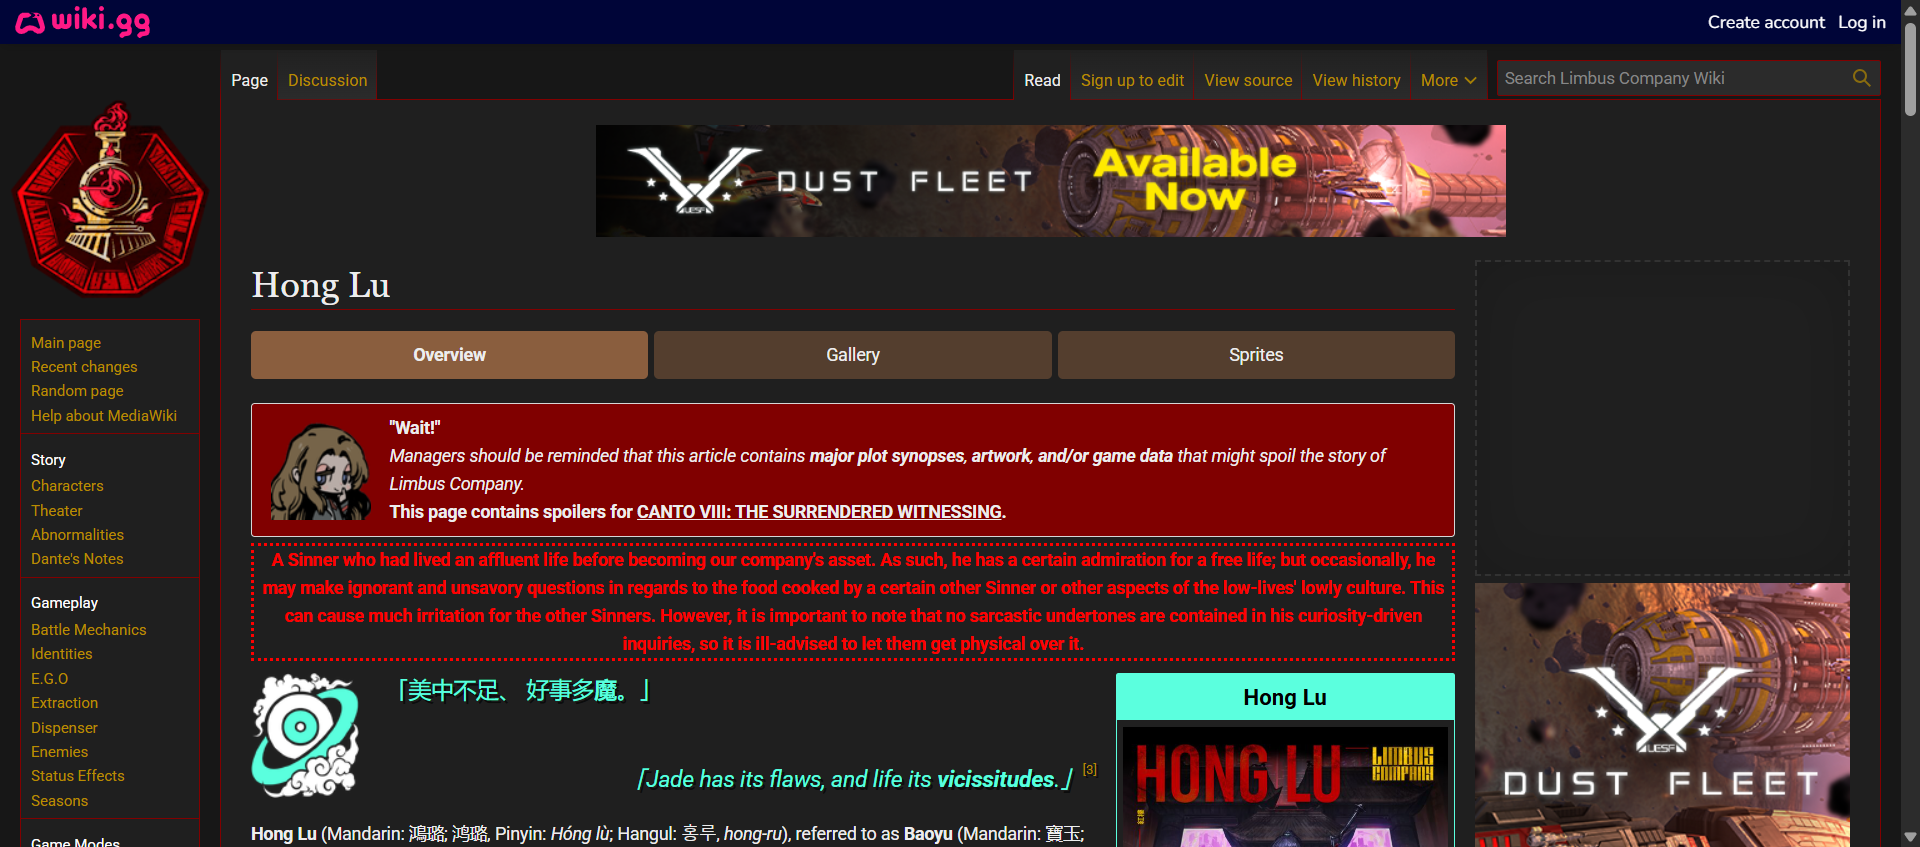 wiki.gg
Create account
Log in
Page
Discussion
Read
Sign up to edit
View source
View history
More
Search Limbus Company Wiki
DUST FLEET
Available
Now
UESF
Hong Lu
Overview
Gallery
Sprites
"Wait!"
Managers should be reminded that this article contains major plot synopses, artwork, and/or game data that might spoil the story of
Limbus Company.
This page contains spoilers for CANTO VIII: THE SURRENDERED WITNESSING.
A Sinner who had lived an affluent life before becoming our company's asset. As such, he has a certain admiration for a free life; but occasionally, he
may make ignorant and unsavory questions in regards to the food cooked by a certain other Sinner or other aspects of the low-lives' lowly culture. This
can cause much irritation for the other Sinners. However, it is important to note that no sarcastic undertones are contained in his curiosity-driven
inquiries, so it is ill-advised to let them get physical over it.
「美中不足、 好事多魔。」
「Jade has its flaws, and life its vicissitudes.」 [3]
Hong Lu (Mandarin: 鴻璐; 鸿璐, Pinyin: Hóng lù; Hangul: 홍루, hong-ru), referred to as Baoyu (Mandarin: 寶玉;
Hong Lu
HONG LU
LIMBUS
COMPANY
UESF
DUST FLEET
Main page
Recent changes
Random page
Help about MediaWiki
Story
Characters
Theater
Abnormalities
Dante's Notes
Gameplay
Battle Mechanics
Identities
E.G.O
Extraction
Dispenser
Enemies
Status Effects
Seasons
Game Modes